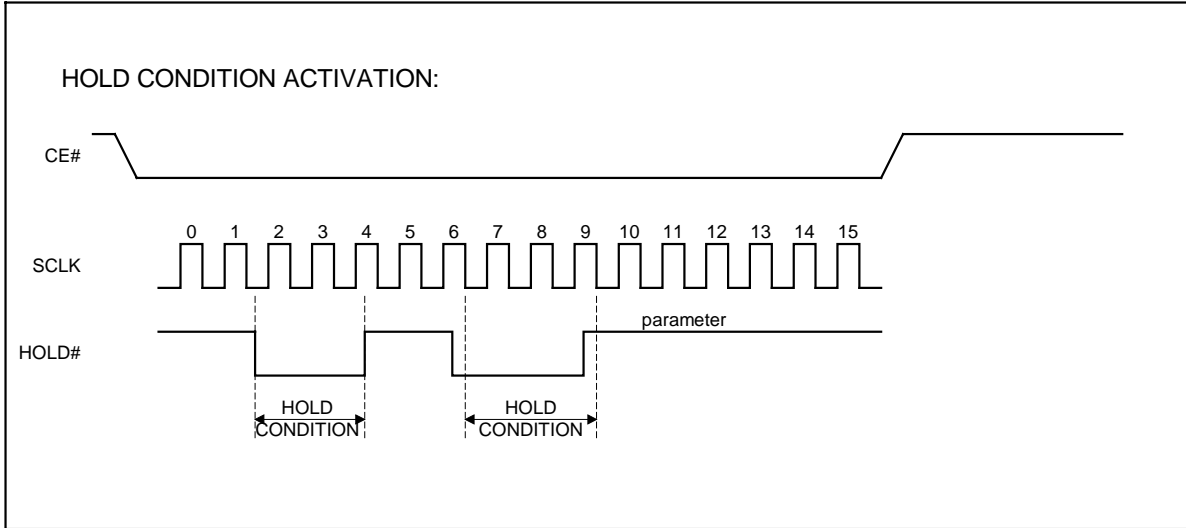 HOLD CONDITION ACTIVATION:
CE#
0 1 2 3 4 5 6 7 8 9 10 11 12 13 14 15
SCLK
parameter
HOLD#
HOLD HOLD
CONDITION CONDITION